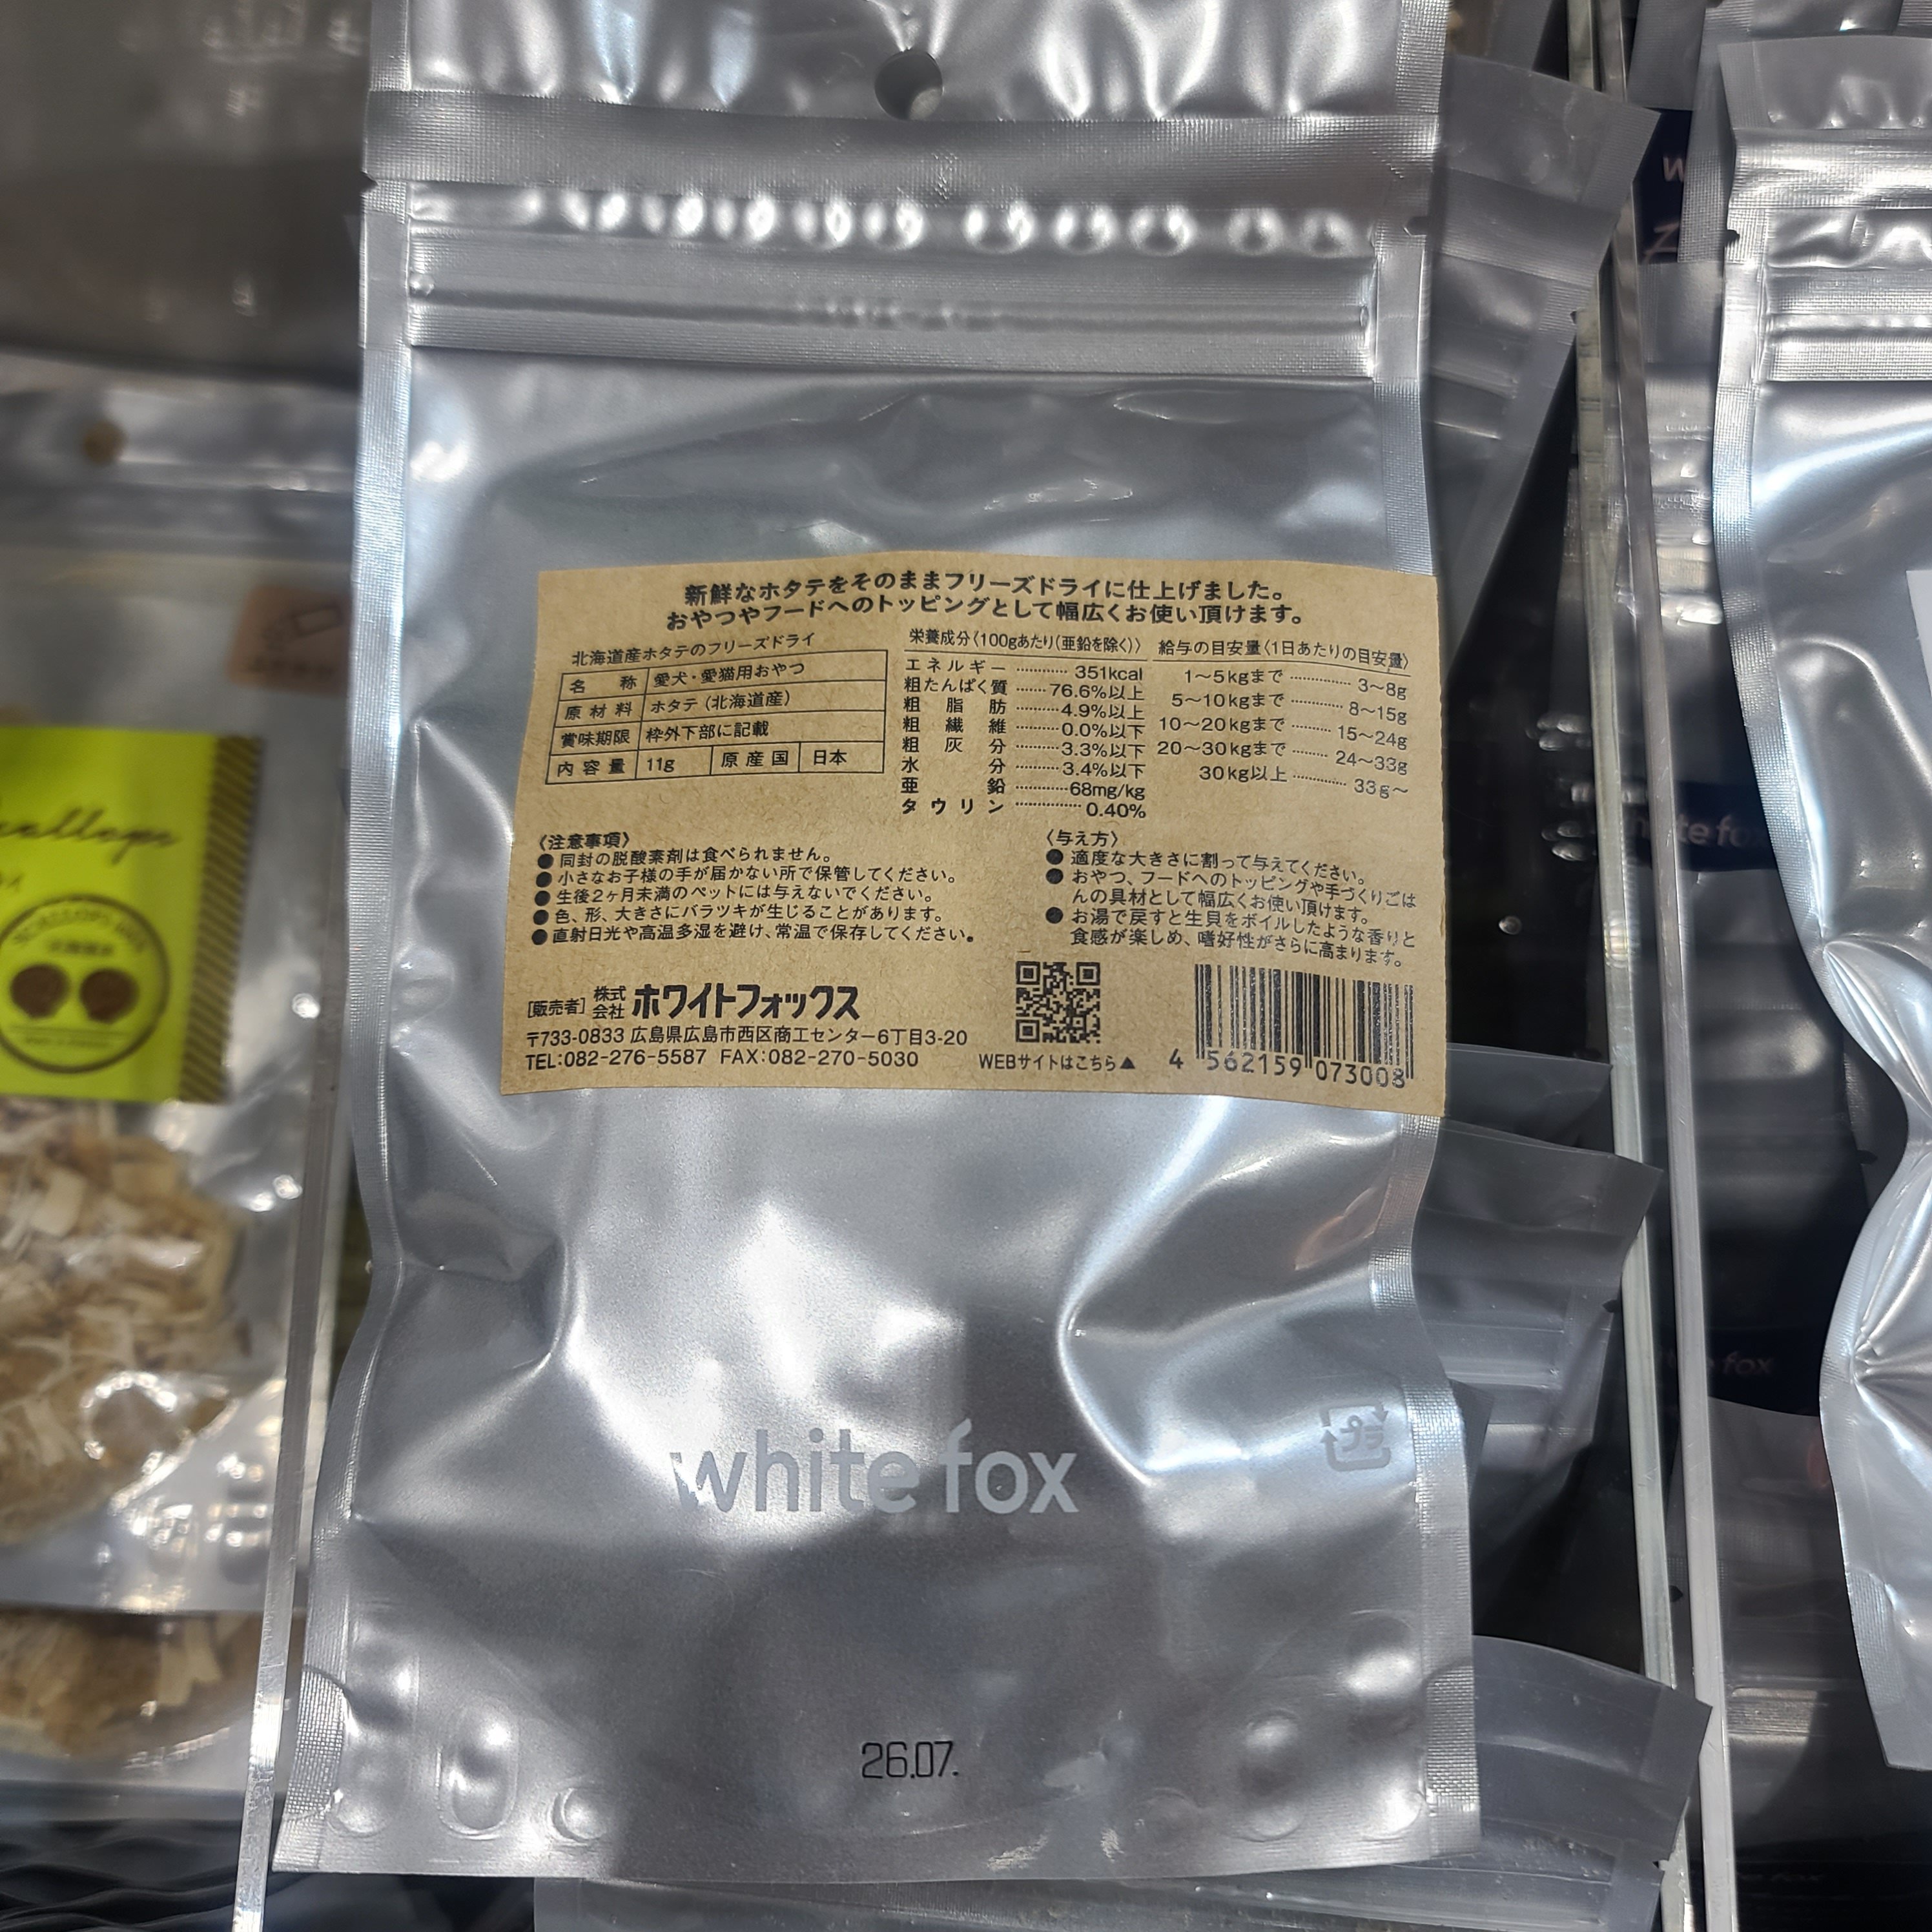 新鮮なホタテをそのままフリーズドライに仕上げました。
おやつやフードへのトッピングとして幅広くお使い頂けます。
北海道産ホタテのフリーズドライ
名 称 愛犬・愛猫用おやつ
原材料 ホタテ（北海道産）
賞味期限 枠外下部に記載
内容量 11g 原産国 日本
栄養成分〈100gあたり(亜鉛を除く)〉
エネルギー ………… 351kcal
粗たんぱく質 …… 76.6%以上
粗脂肪 ………… 4.9%以上
粗繊維 ………… 0.0%以下
粗灰分 ………… 3.3%以下
水分 ………… 3.4%以下
亜鉛 ………… 68mg/kg
タウリン ………… 0.40%
給与の目安量〈1日あたりの目安量〉
1〜5kgまで ………… 3〜8g
5〜10kgまで ………… 8〜15g
10〜20kgまで ……… 15〜24g
20〜30kgまで ……… 24〜33g
30kg以上 ………… 33g〜
〈注意事項〉
●同封の脱酸素剤は食べられません。
●小さなお子様の手が届かない所で保管してください。
●生後2ヶ月未満のペットには与えないでください。
●色、形、大きさにバラツキが生じることがあります。
●直射日光や高温多湿を避け、常温で保存してください。
〈与え方〉
●適度な大きさに割って与えてください。
●おやつ、フードへのトッピングや手づくりごは
んの具材として幅広くお使い頂けます。
●お湯で戻すと生貝をボイルしたような香りと
食感が楽しめ、嗜好性がさらに高まります。
[販売者] 株式会社 ホワイトフォックス
〒733-0833 広島県広島市西区商工センター6丁目3-20
TEL:082-276-5587 FAX:082-270-5030
WEBサイトはこちら▲
4 562159 073008
white fox
プラ
26.07.